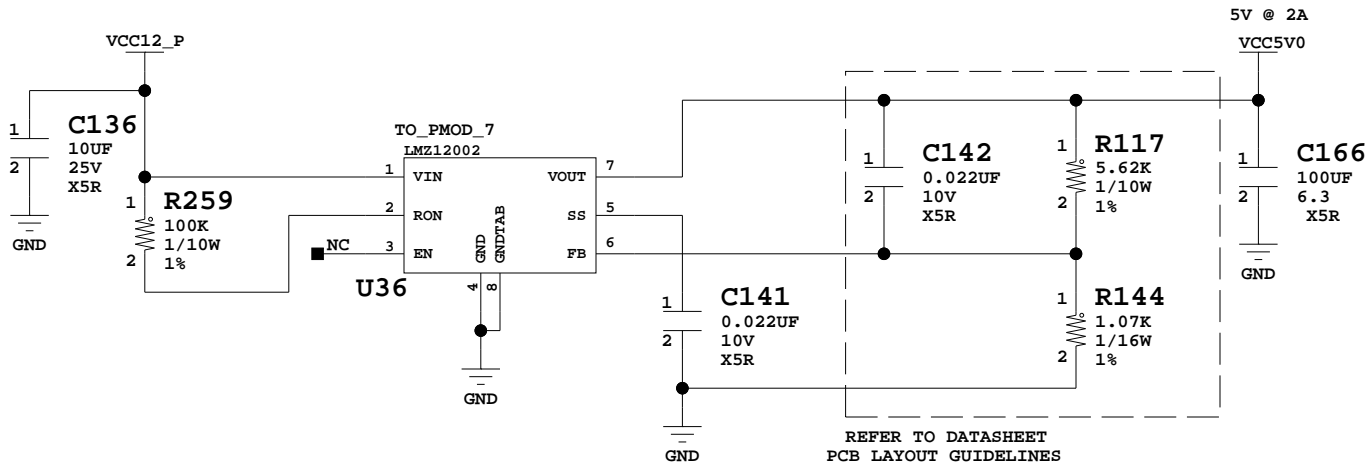 5V @ 2A
VCC12_P
VCC5V0
1
C136
10UF
25V
X5R
2
GND
1
R259
100K
1/10W
1%
2
TO_PMOD_7
LMZ12002
1 VIN
2 RON
3 EN
NC
VOUT 7
SS 5
FB 6
GND
GNDTAB
4
8
U36
GND
1
C141
0.022UF
10V
X5R
2
GND
1
C142
0.022UF
10V
X5R
2
1
R117
5.62K
1/10W
1%
2
1
R144
1.07K
1/16W
1%
2
1
C166
100UF
6.3
X5R
2
GND
REFER TO DATASHEET
PCB LAYOUT GUIDELINES